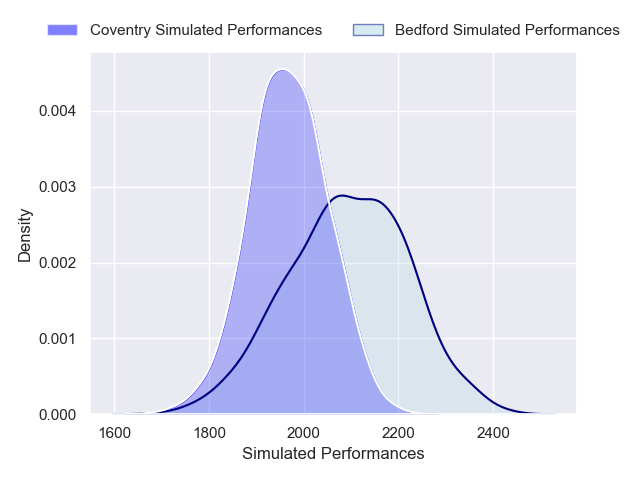 Coventry Simulated Performances Bedford Simulated Performances
0.004
0.003
0.002
0.001
0.000
Density
1600 1800 2000 2200 2400
Simulated Performances